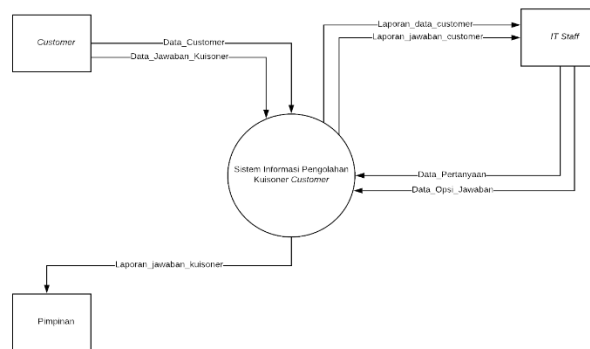 Laporan_data_customer
Customer
Data_Customer
Laporan_jawaban_customer
IT Staff
Data_Jawaban_Kuisoner
Sistem Informasi Pengolahan
Kuisoner Customer
Data_Pertanyaan
Data_Opsi_Jawaban
Laporan_jawaban_kuisoner
Pimpinan